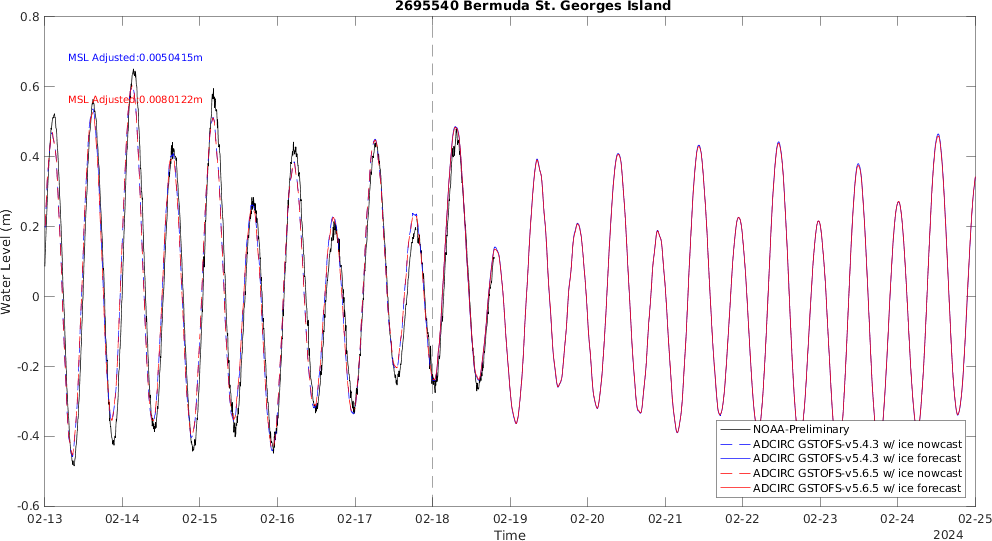 2695540 Bermuda St. Georges Island
MSL Adjusted:0.0050415m
MSL Adjusted:0.0080122m
Water Level (m)
0.8
0.6
0.4
0.2
0
-0.2
-0.4
-0.6
NOAA-Preliminary
ADCIRC GSTOFS-v5.4.3 w/ ice nowcast
ADCIRC GSTOFS-v5.4.3 w/ ice forecast
ADCIRC GSTOFS-v5.6.5 w/ ice nowcast
ADCIRC GSTOFS-v5.6.5 w/ ice forecast
02-13 02-14 02-15 02-16 02-17 02-18 02-19 02-20 02-21 02-22 02-23 02-24 02-25
Time
2024